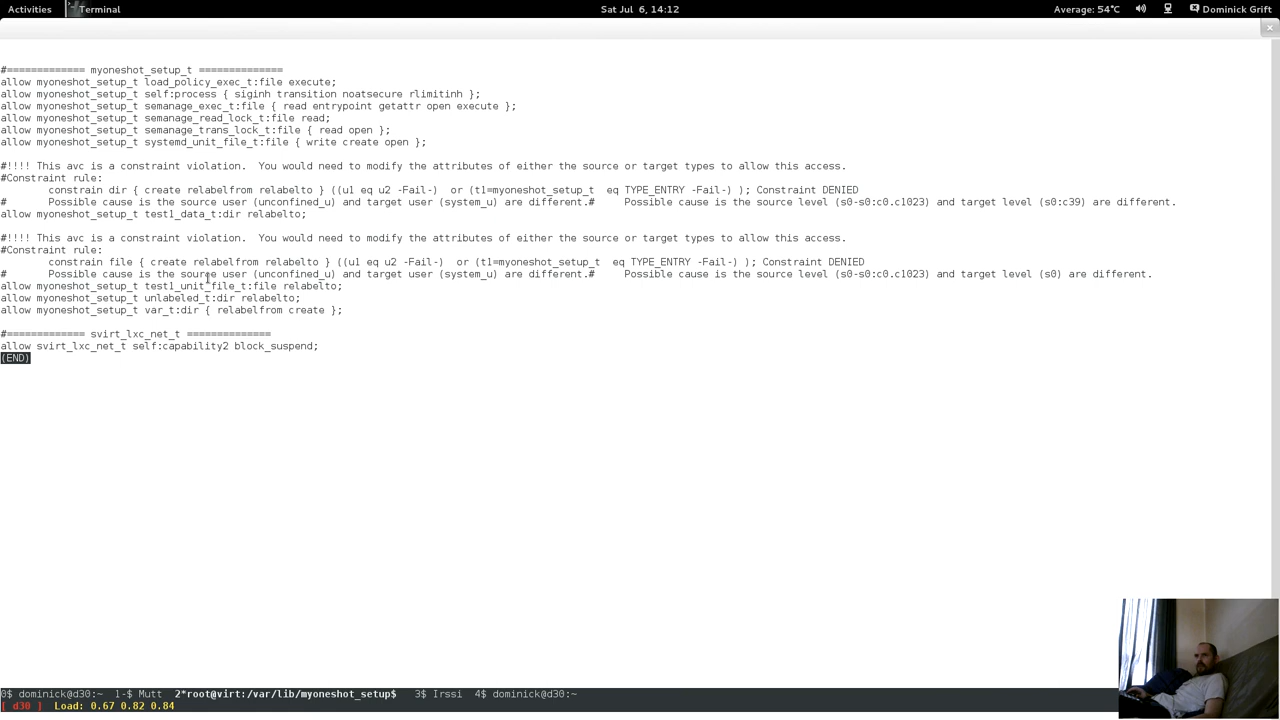 Activities Terminal Sat Jul 6, 14:12 Average: 54°C Dominick Grift
#============= myoneshot_setup_t ==============
allow myoneshot_setup_t load_policy_exec_t:file execute;
allow myoneshot_setup_t self:process { siginh transition noatsecure rlimitinh };
allow myoneshot_setup_t semanage_exec_t:file { read entrypoint getattr open execute };
allow myoneshot_setup_t semanage_read_lock_t:file read;
allow myoneshot_setup_t semanage_trans_lock_t:file { read open };
allow myoneshot_setup_t systemd_unit_file_t:file { write create open };
#!!!! This avc is a constraint violation.  You would need to modify the attributes of either the source or target types to allow this access.
#Constraint rule:
constrain dir { create relabelfrom relabelto } ((u1 eq u2 -Fail-)  or (t1=myoneshot_setup_t  eq TYPE_ENTRY -Fail-) ); Constraint DENIED
#       Possible cause is the source user (unconfined_u) and target user (system_u) are different.#     Possible cause is the source level (s0-s0:c0.c1023) and target level (s0:c39) are different.
allow myoneshot_setup_t test1_data_t:dir relabelto;
#!!!! This avc is a constraint violation.  You would need to modify the attributes of either the source or target types to allow this access.
#Constraint rule:
constrain file { create relabelfrom relabelto } ((u1 eq u2 -Fail-)  or (t1=myoneshot_setup_t  eq TYPE_ENTRY -Fail-) ); Constraint DENIED
#       Possible cause is the source user (unconfined_u) and target user (system_u) are different.#     Possible cause is the source level (s0-s0:c0.c1023) and target level (s0) are different.
allow myoneshot_setup_t test1_unit_file_t:file relabelto;
allow myoneshot_setup_t unlabeled_t:dir relabelto;
allow myoneshot_setup_t var_t:dir { relabelfrom create };
#============= svirt_lxc_net_t ==============
allow svirt_lxc_net_t self:capability2 block_suspend;
(END)
0$ dominick@d30:~  1-$ Mutt  2*root@virt:/var/lib/myoneshot_setup$  3$ Irssi  4$ dominick@d30:~
[ d30 ] Load: 0.67 0.82 0.84